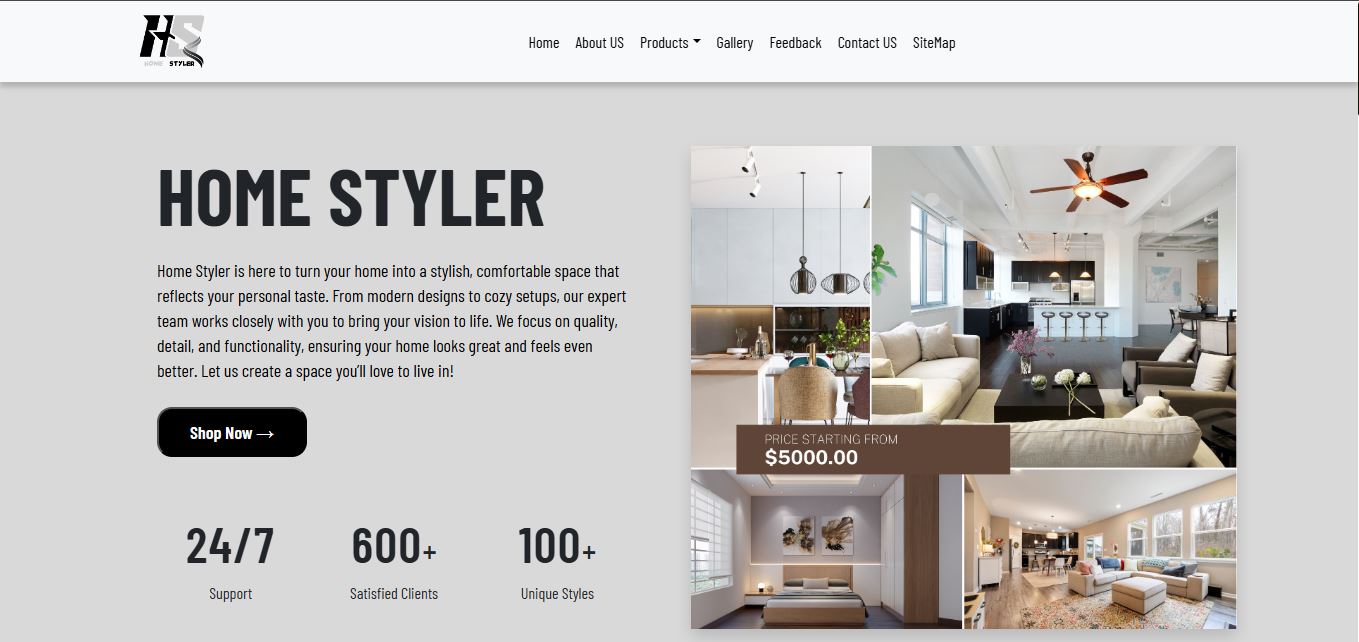 HS
HOME STYLER
Home About US Products Gallery Feedback Contact US SiteMap
HOME STYLER
Home Styler is here to turn your home into a stylish, comfortable space that
reflects your personal taste. From modern designs to cozy setups, our expert
team works closely with you to bring your vision to life. We focus on quality,
detail, and functionality, ensuring your home looks great and feels even
better. Let us create a space you'll love to live in!
Shop Now →
24/7 600+ 100+
Support Satisfied Clients Unique Styles
PRICE STARTING FROM
$5000.00